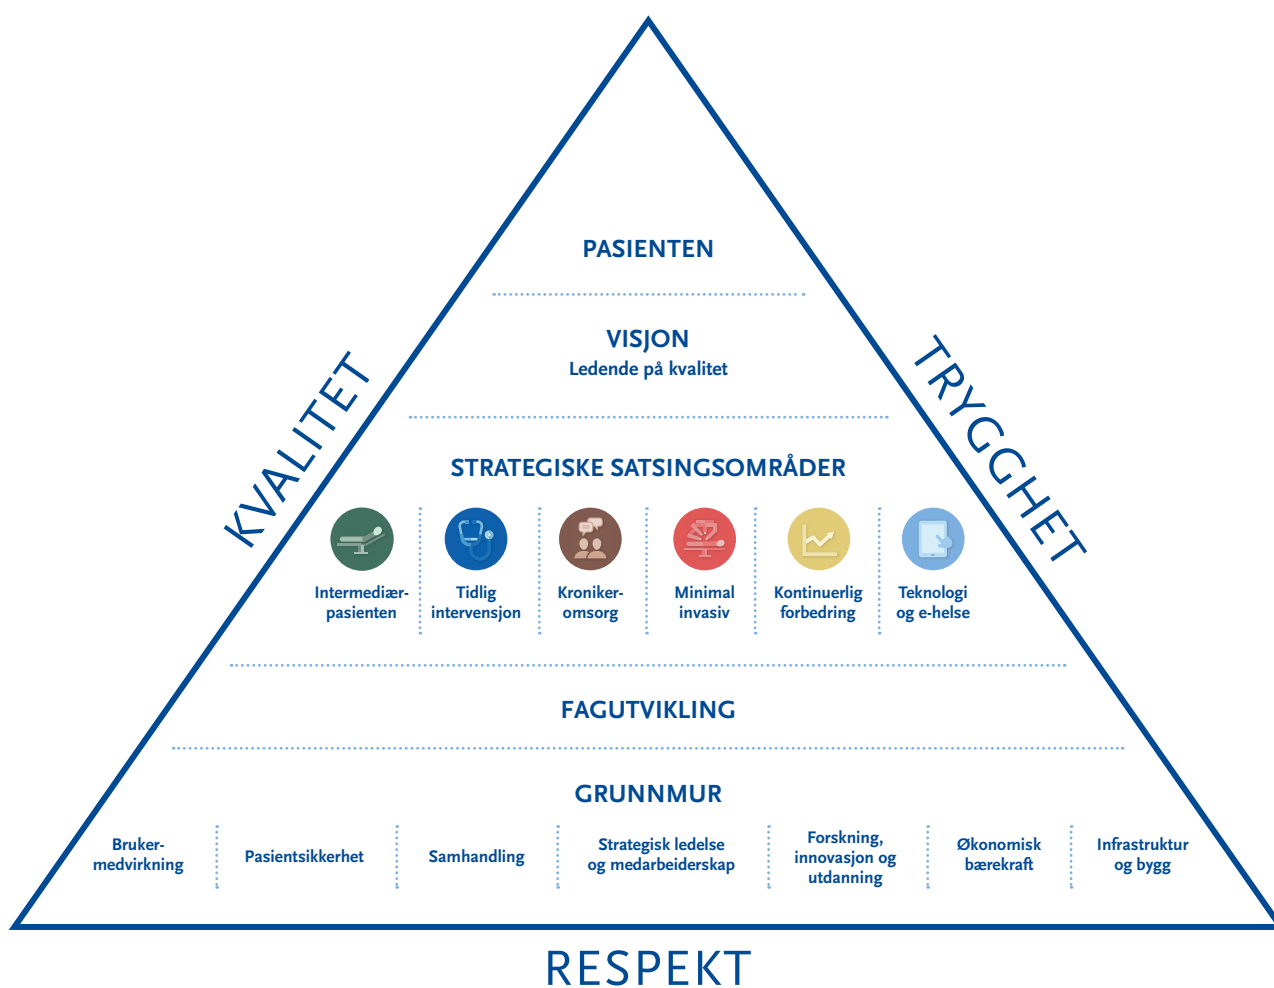 PASIENTEN
VISJON
Ledende på kvalitet
KVALITET
TRYGGHET
STRATEGISKE SATSINGSOMRÅDER
Intermediær-
pasienten
Tidlig
intervensjon
Kroniker-
omsorg
Minimal
invasiv
Kontinuerlig
forbedring
Teknologi
og e-helse
FAGUTVIKLING
GRUNNMUR
Bruker-
medvirkning
Pasientsikkerhet
Samhandling
Strategisk ledelse
og medarbeiderskap
Forskning,
innovasjon og
utdanning
Økonomisk
bærekraft
Infrastruktur
og bygg
RESPEKT